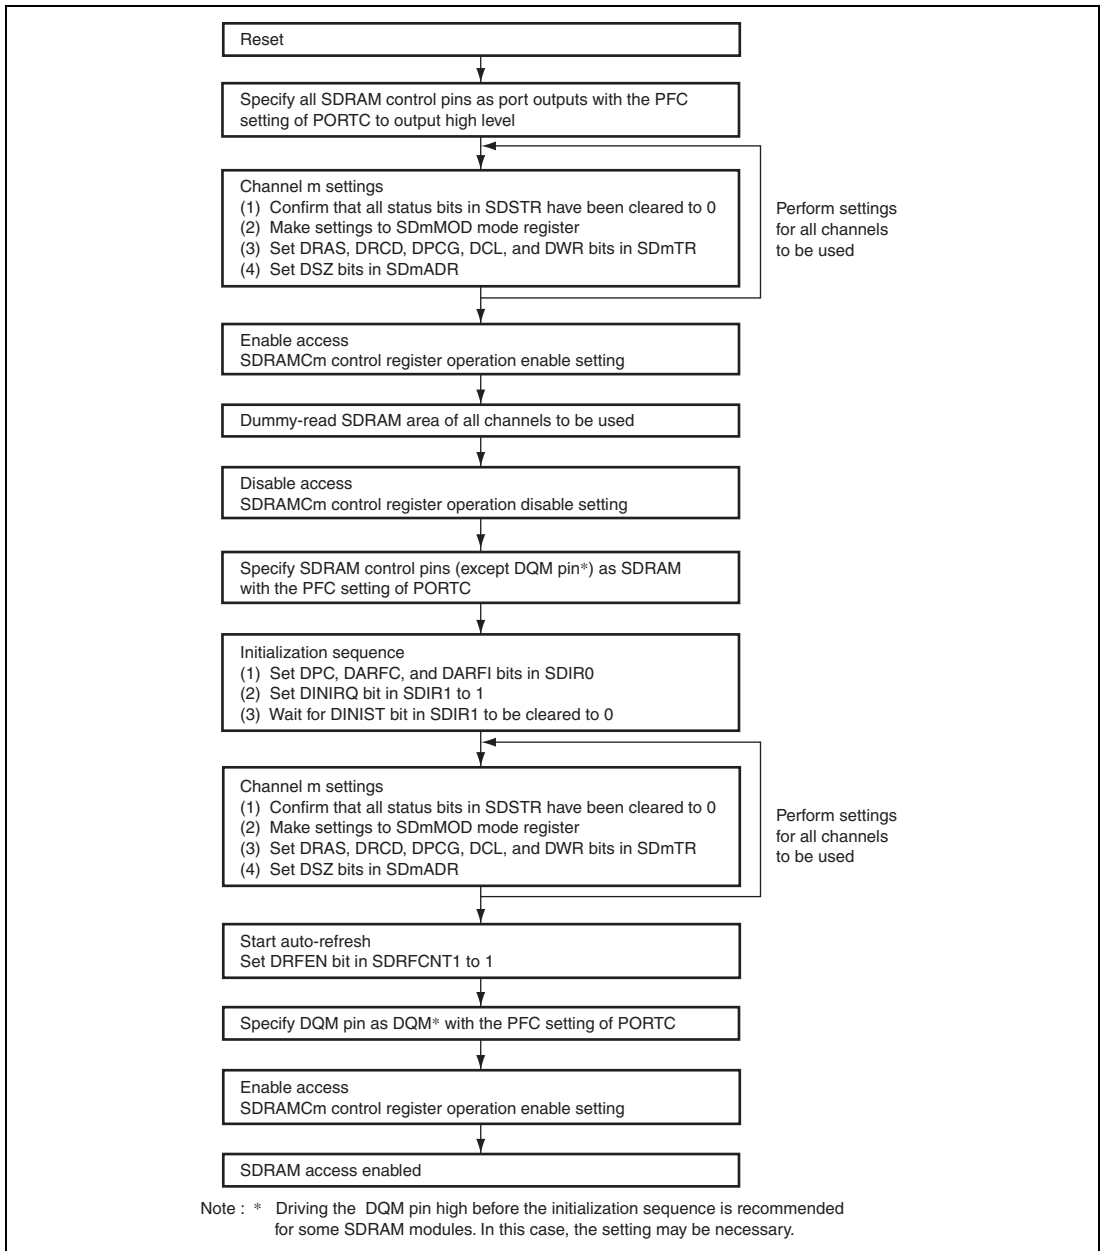 Reset
Specify all SDRAM control pins as port outputs with the PFC
setting of PORTC to output high level
Channel m settings
(1) Confirm that all status bits in SDSTR have been cleared to 0
(2) Make settings to SDmMOD mode register
(3) Set DRAS, DRCD, DPCG, DCL, and DWR bits in SDmTR
(4) Set DSZ bits in SDmADR
Perform settings
for all channels
to be used
Enable access
SDRAMCm control register operation enable setting
Dummy-read SDRAM area of all channels to be used
Disable access
SDRAMCm control register operation disable setting
Specify SDRAM control pins (except DQM pin*) as SDRAM
with the PFC setting of PORTC
Initialization sequence
(1) Set DPC, DARFC, and DARFI bits in SDIR0
(2) Set DINIRQ bit in SDIR1 to 1
(3) Wait for DINIST bit in SDIR1 to be cleared to 0
Channel m settings
(1) Confirm that all status bits in SDSTR have been cleared to 0
(2) Make settings to SDmMOD mode register
(3) Set DRAS, DRCD, DPCG, DCL, and DWR bits in SDmTR
(4) Set DSZ bits in SDmADR
Perform settings
for all channels
to be used
Start auto-refresh
Set DRFEN bit in SDRFCNT1 to 1
Specify DQM pin as DQM* with the PFC setting of PORTC
Enable access
SDRAMCm control register operation enable setting
SDRAM access enabled
Note : * Driving the DQM pin high before the initialization sequence is recommended
for some SDRAM modules. In this case, the setting may be necessary.